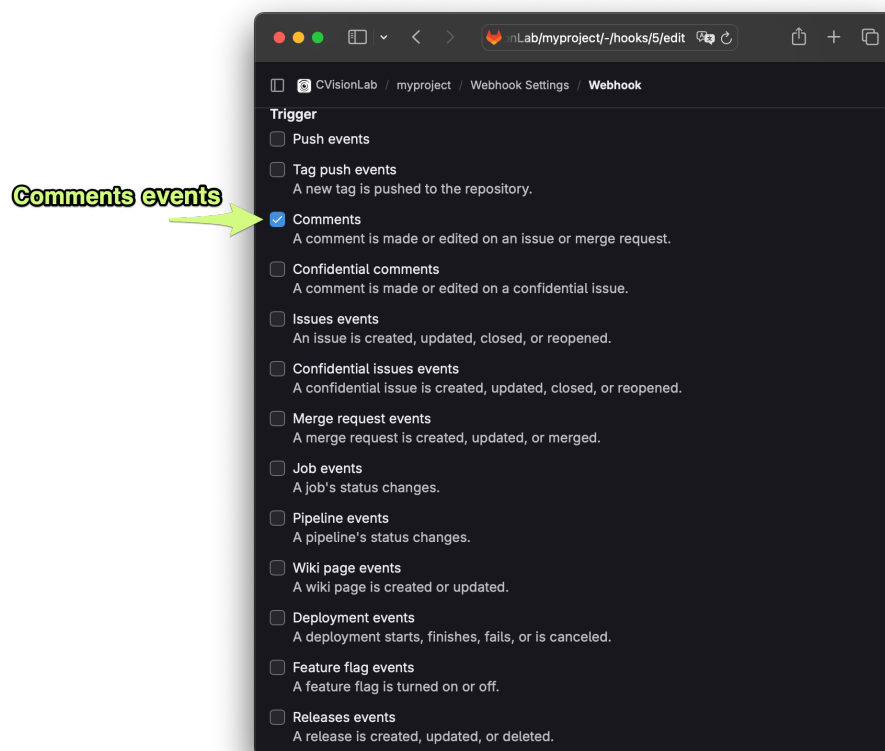 onLab/myproject/-/hooks/5/edit
CVisionLab / myproject / Webhook Settings / Webhook
Trigger
Push events
Tag push events
A new tag is pushed to the repository.
Comments events
Comments
A comment is made or edited on an issue or merge request.
Confidential comments
A comment is made or edited on a confidential issue.
Issues events
An issue is created, updated, closed, or reopened.
Confidential issues events
A confidential issue is created, updated, closed, or reopened.
Merge request events
A merge request is created, updated, or merged.
Job events
A job's status changes.
Pipeline events
A pipeline's status changes.
Wiki page events
A wiki page is created or updated.
Deployment events
A deployment starts, finishes, fails, or is canceled.
Feature flag events
A feature flag is turned on or off.
Releases events
A release is created, updated, or deleted.